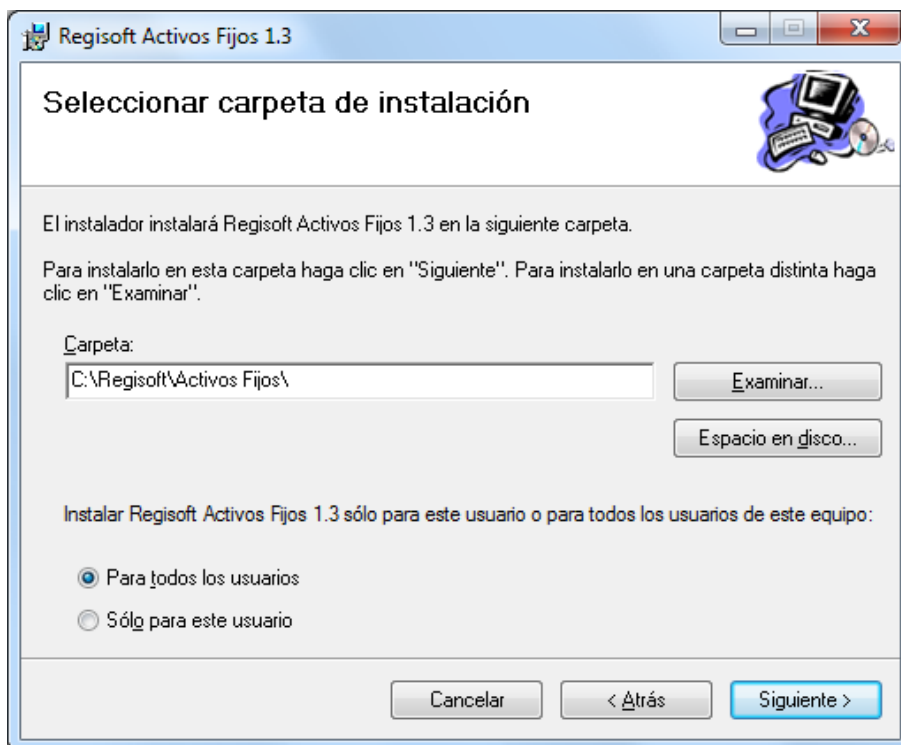 Regisoft Activos Fijos 1.3
Seleccionar carpeta de instalación
El instalador instalará Regisoft Activos Fijos 1.3 en la siguiente carpeta.
Para instalarlo en esta carpeta haga clic en "Siguiente". Para instalarlo en una carpeta distinta haga
clic en "Examinar".
Carpeta:
C:\Regisoft\Activos Fijos\
Examinar...
Espacio en disco...
Instalar Regisoft Activos Fijos 1.3 sólo para este usuario o para todos los usuarios de este equipo:
Para todos los usuarios
Sólo para este usuario
Cancelar
< Atrás
Siguiente >